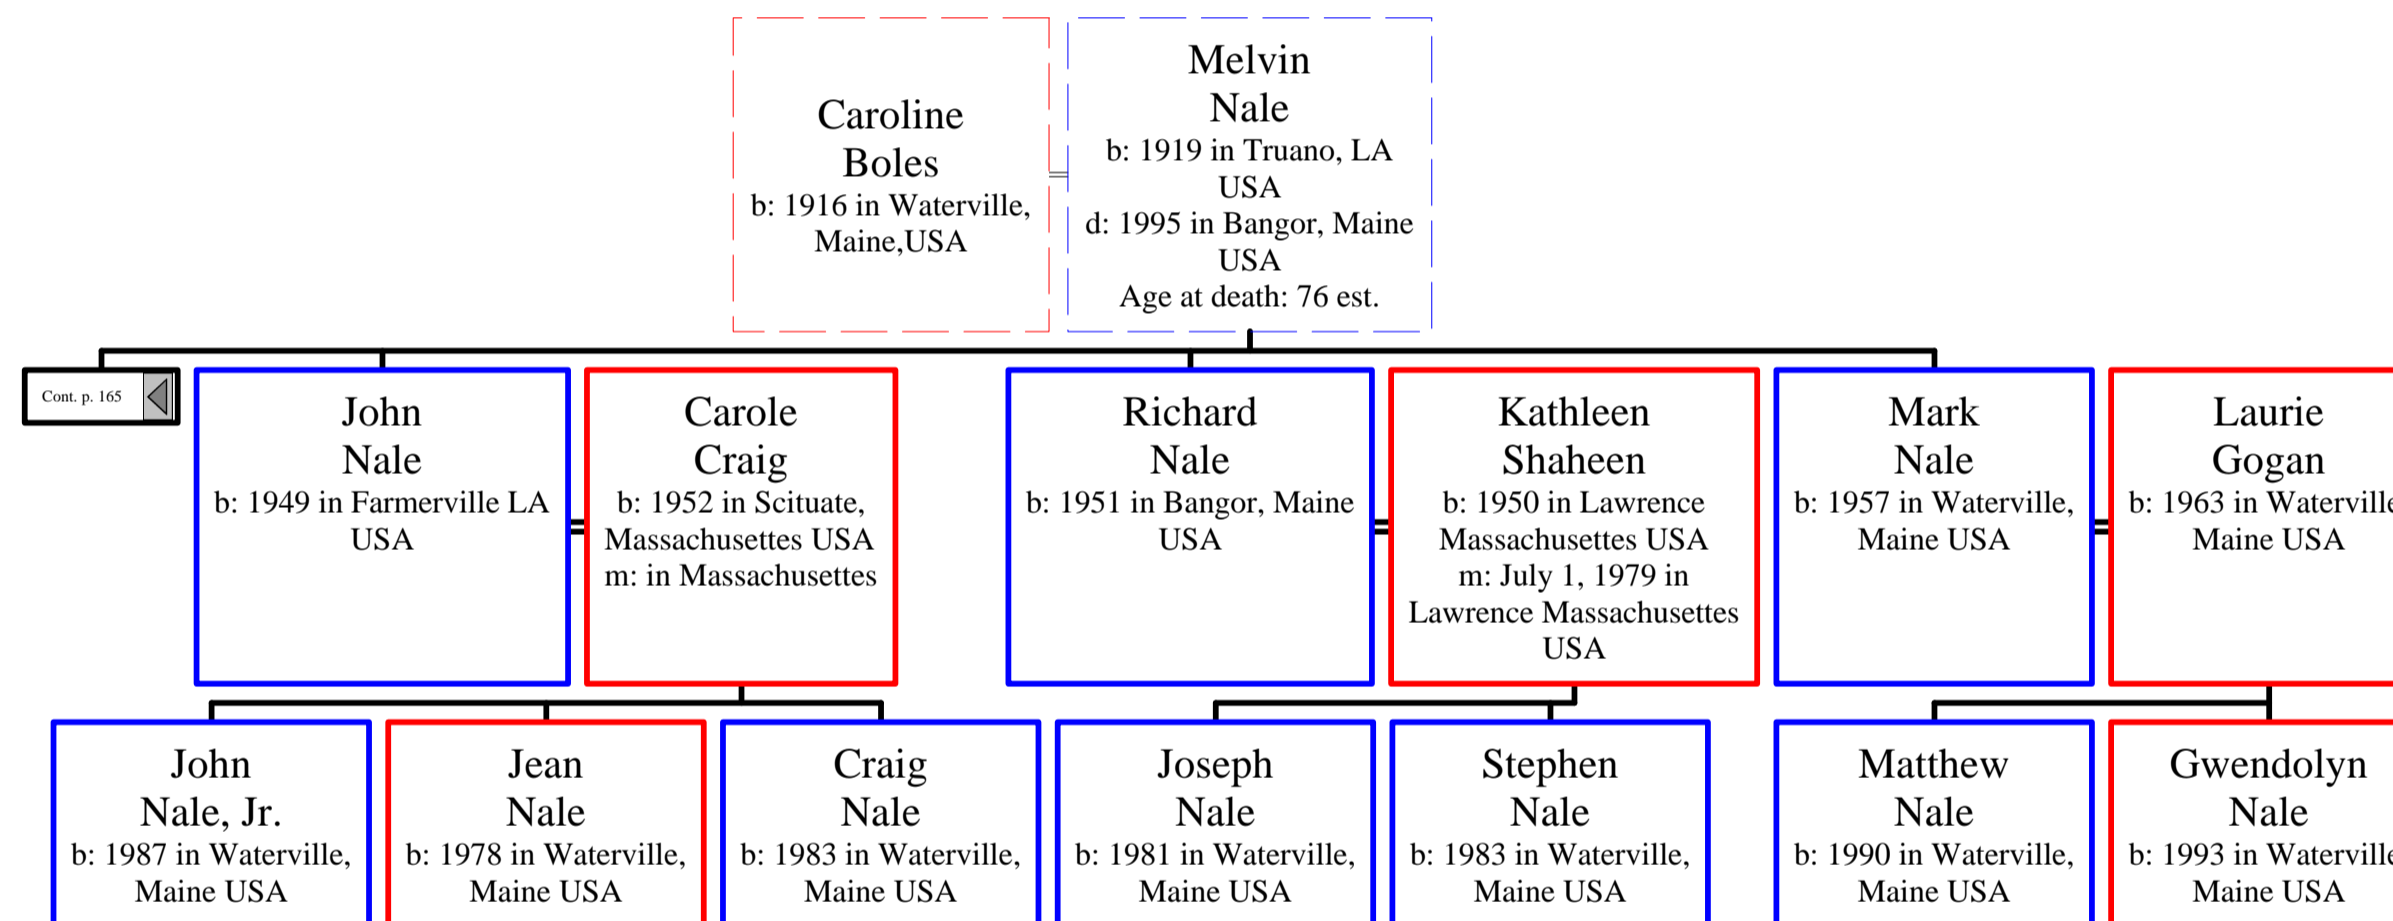 Caroline
Boles
b: 1916 in Waterville,
Maine,USA
Melvin
Nale
b: 1919 in Truano, LA
USA
d: 1995 in Bangor, Maine
USA
Age at death: 76 est.
Cont. p. 165
John
Nale
b: 1949 in Farmerville LA
USA
Carole
Craig
b: 1952 in Scituate,
Massachusettes USA
m: in Massachusettes
Richard
Nale
b: 1951 in Bangor, Maine
USA
Kathleen
Shaheen
b: 1950 in Lawrence
Massachusettes USA
m: July 1, 1979 in
Lawrence Massachusettes
USA
Mark
Nale
b: 1957 in Waterville,
Maine USA
Laurie
Gogan
b: 1963 in Waterville
Maine USA
John
Nale, Jr.
b: 1987 in Waterville,
Maine USA
Jean
Nale
b: 1978 in Waterville,
Maine USA
Craig
Nale
b: 1983 in Waterville,
Maine USA
Joseph
Nale
b: 1981 in Waterville,
Maine USA
Stephen
Nale
b: 1983 in Waterville,
Maine USA
Matthew
Nale
b: 1990 in Waterville,
Maine USA
Gwendolyn
Nale
b: 1993 in Waterville
Maine USA